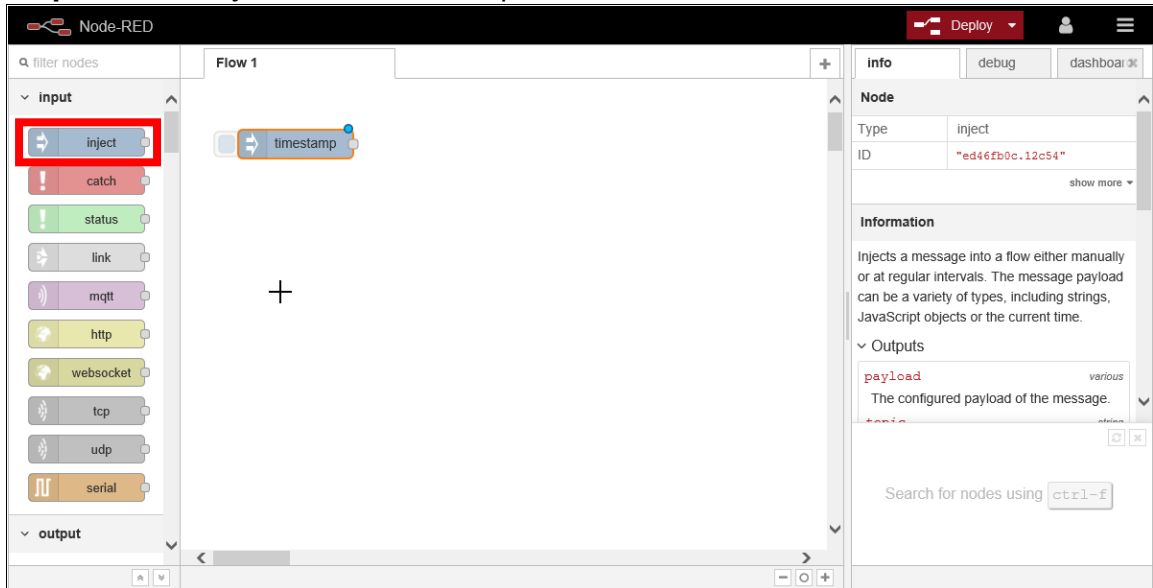 Node-RED
Deploy
filter nodes
Flow 1
info
debug
dashboar
input
inject
catch
status
link
mqtt
http
websocket
tcp
udp
serial
output
timestamp
Node
Type inject
ID "ed46fb0c.12c54"
show more
Information
Injects a message into a flow either manually
or at regular intervals. The message payload
can be a variety of types, including strings,
JavaScript objects or the current time.
Outputs
payload various
The configured payload of the message.
topic string
Search for nodes using ctrl-f